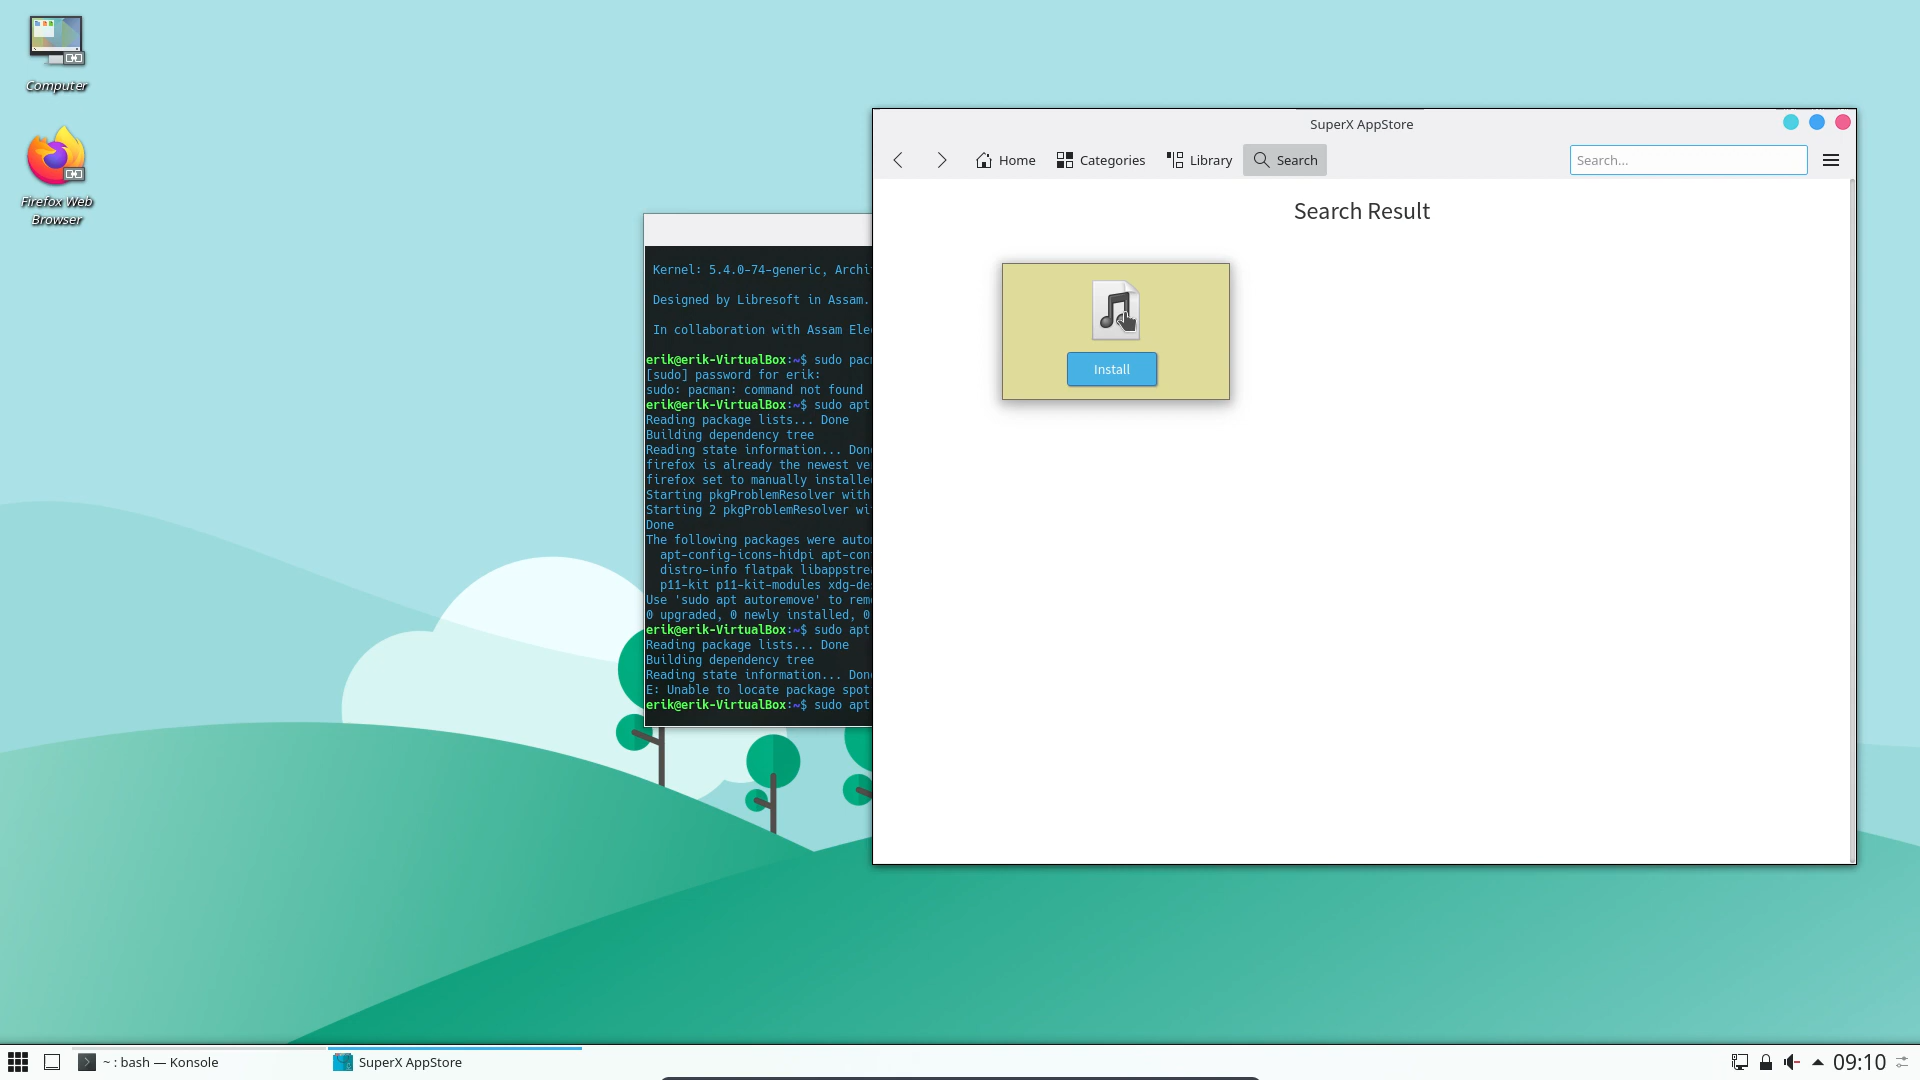 Computer
Firefox Web
Browser
Kernel: 5.4.0-74-generic, Archi
Designed by Libresoft in Assam.
In collaboration with Assam Ele
erik@erik-VirtualBox:~$ sudo pacm
[sudo] password for erik:
sudo: pacman: command not found
erik@erik-VirtualBox:~$ sudo apt
Reading package lists... Done
Building dependency tree
Reading state information... Done
firefox is already the newest ve
firefox set to manually installe
Starting pkgProblemResolver with
Starting 2 pkgProblemResolver wi
Done
The following packages were auto
apt-config-icons-hidpi apt-con
distro-info flatpak libappstrea
p11-kit p11-kit-modules xdg-de
Use 'sudo apt autoremove' to rem
0 upgraded, 0 newly installed, 0
erik@erik-VirtualBox:~$ sudo apt
Reading package lists... Done
Building dependency tree
Reading state information... Done
E: Unable to locate package spot
erik@erik-VirtualBox:~$ sudo apt
SuperX AppStore
Home Categories Library Search Search...
Search Result
Install
~ : bash — Konsole SuperX AppStore 09:10